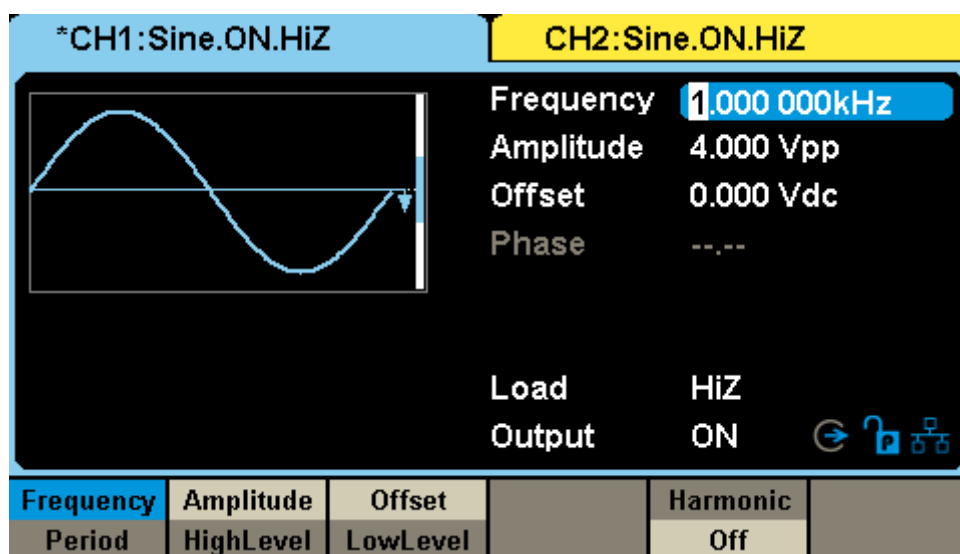 *CH1:Sine.ON.HiZ CH2:Sine.ON.HiZ
Frequency 1.000 000kHz
Amplitude 4.000 Vpp
Offset 0.000 Vdc
Phase --.--
Load HiZ
Output ON P
Frequency Amplitude Offset Harmonic
Period HighLevel LowLevel Off